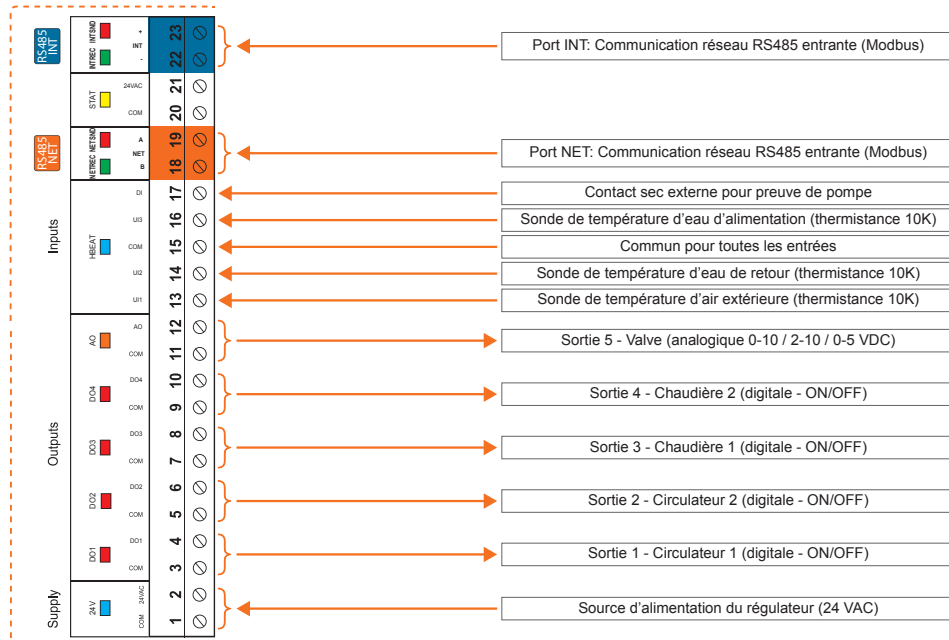 RS485 INT
INTREC INTSND
+
INT
-
23
22
Port INT: Communication réseau RS485 entrante (Modbus)
STAT
24VAC
COM
21
20
RS485 NET
NETREC NETSND
A
NET
B
19
18
Port NET: Communication réseau RS485 entrante (Modbus)
Inputs
HBEAT
DI
17
Contact sec externe pour preuve de pompe
UI3
16
Sonde de température d'eau d'alimentation (thermistance 10K)
COM
15
Commun pour toutes les entrées
UI2
14
Sonde de température d'eau de retour (thermistance 10K)
UI1
13
Sonde de température d'air extérieure (thermistance 10K)
Outputs
AO
AO
COM
12
11
Sortie 5 - Valve (analogique 0-10 / 2-10 / 0-5 VDC)
DO4
DO4
COM
10
9
Sortie 4 - Chaudière 2 (digitale - ON/OFF)
DO3
DO3
COM
8
7
Sortie 3 - Chaudière 1 (digitale - ON/OFF)
DO2
DO2
COM
6
5
Sortie 2 - Circulateur 2 (digitale - ON/OFF)
DO1
DO1
COM
4
3
Sortie 1 - Circulateur 1 (digitale - ON/OFF)
Supply
24V
24VAC
COM
2
1
Source d'alimentation du régulateur (24 VAC)